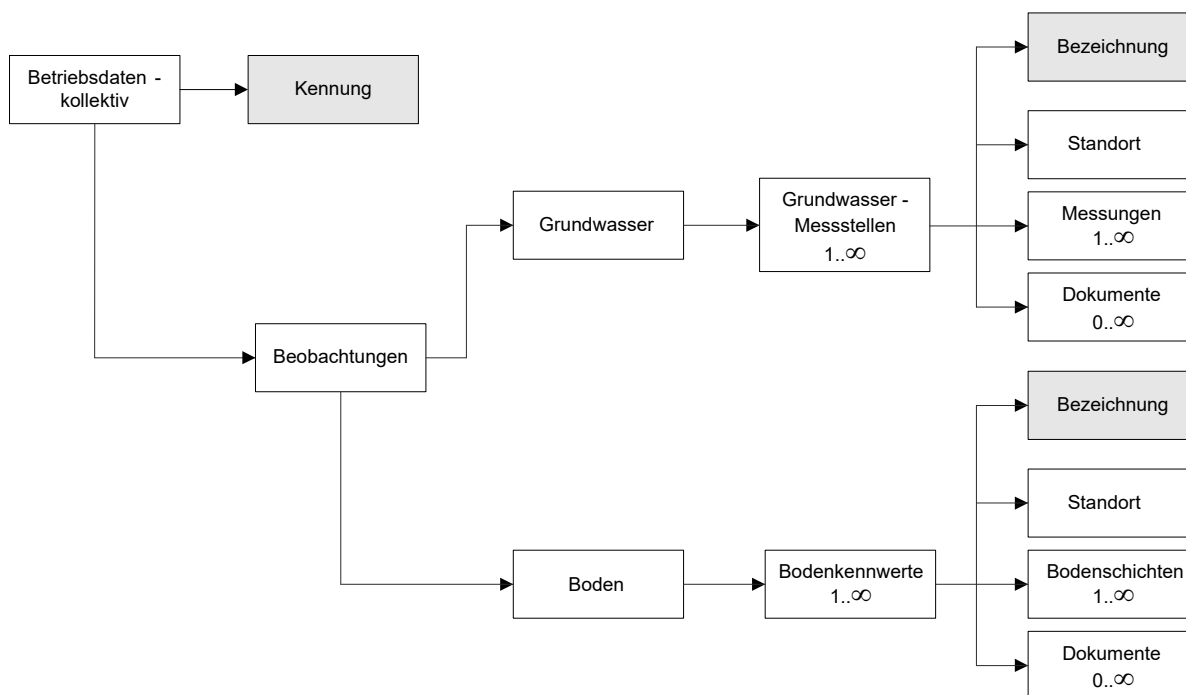 Bezeichnung
Betriebsdaten -
kollektiv
Kennung
Standort
Grundwasser
Grundwasser -
Messstellen
1..∞
Messungen
1..∞
Dokumente
0..∞
Beobachtungen
Bezeichnung
Standort
Boden
Bodenkennwerte
1..∞
Bodenschichten
1..∞
Dokumente
0..∞